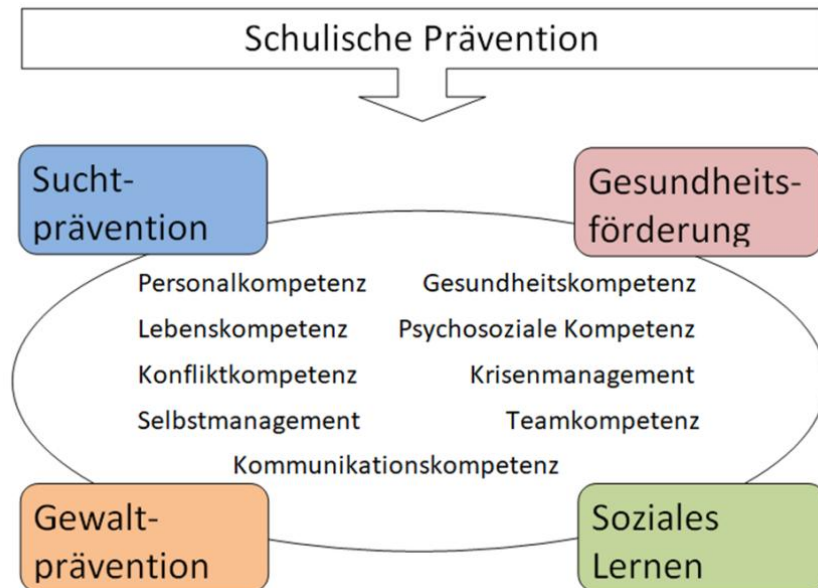 Schulische Prävention
Sucht-
prävention
Gesundheits-
förderung
Personalkompetenz
Gesundheitskompetenz
Lebenskompetenz
Psychosoziale Kompetenz
Konfliktkompetenz
Krisenmanagement
Selbstmanagement
Teamkompetenz
Kommunikationskompetenz
Gewalt-
prävention
Soziales
Lernen